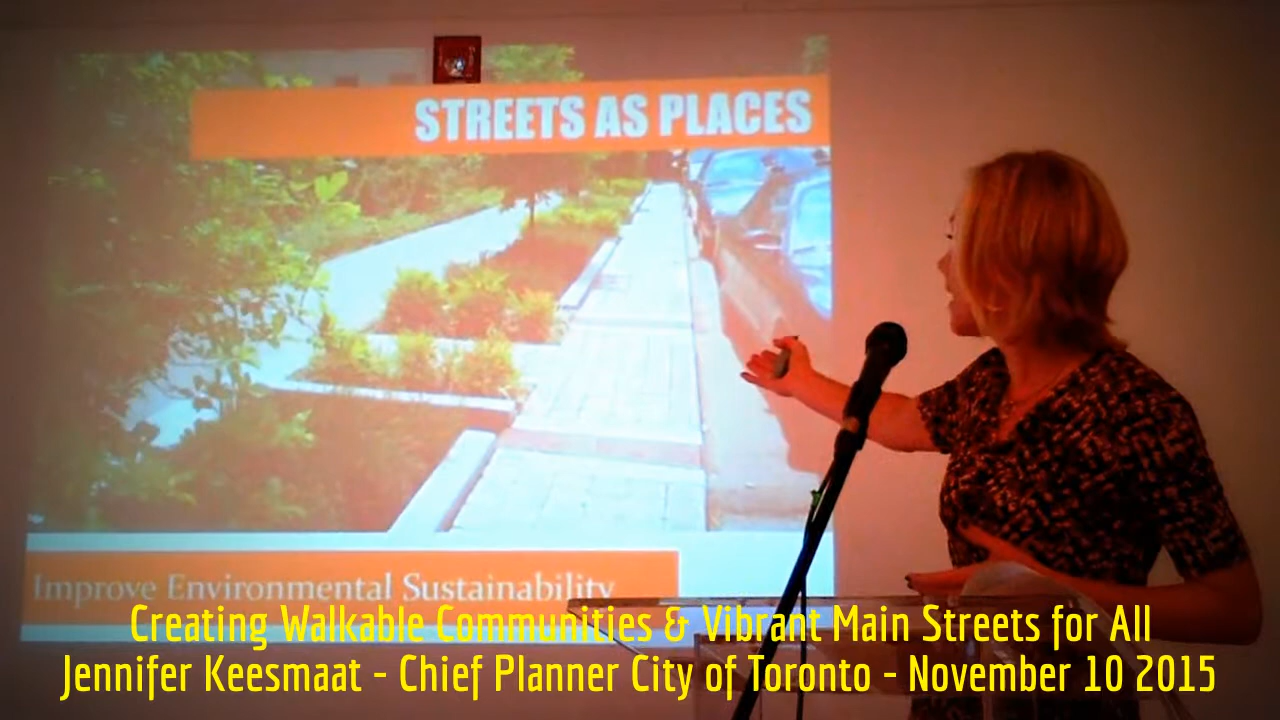 STREETS AS PLACES
Improve Environmental Sustainability
Creating Walkable Communities & Vibrant Main Streets for All
Jennifer Keesmaat - Chief Planner City of Toronto - November 10 2015